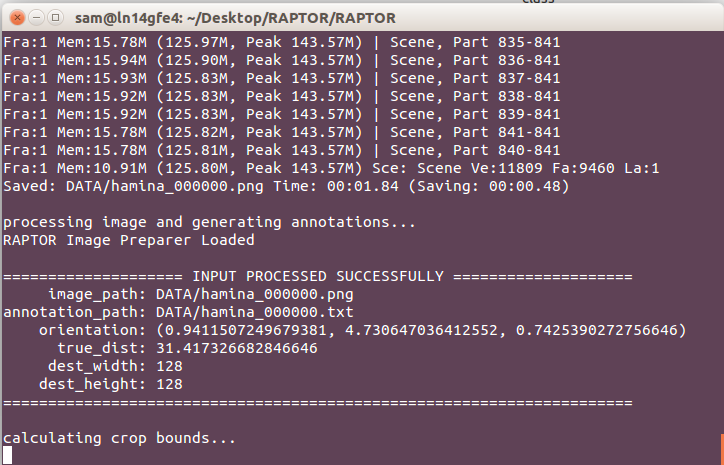 sam@ln14gfe4: ~/Desktop/RAPTOR/RAPTOR
Fra:1 Mem:15.78M (125.97M, Peak 143.57M) | Scene, Part 835-841
Fra:1 Mem:15.94M (125.90M, Peak 143.57M) | Scene, Part 836-841
Fra:1 Mem:15.93M (125.83M, Peak 143.57M) | Scene, Part 837-841
Fra:1 Mem:15.92M (125.83M, Peak 143.57M) | Scene, Part 838-841
Fra:1 Mem:15.92M (125.83M, Peak 143.57M) | Scene, Part 839-841
Fra:1 Mem:15.78M (125.82M, Peak 143.57M) | Scene, Part 841-841
Fra:1 Mem:15.78M (125.81M, Peak 143.57M) | Scene, Part 840-841
Fra:1 Mem:10.91M (125.80M, Peak 143.57M) Sce: Scene Ve:11809 Fa:9460 La:1
Saved: DATA/hamina_000000.png Time: 00:01.84 (Saving: 00:00.48)
processing image and generating annotations...
RAPTOR Image Preparer Loaded
==================== INPUT PROCESSED SUCCESSFULLY ====================
image_path: DATA/hamina_000000.png
annotation_path: DATA/hamina_000000.txt
orientation: (0.9411507249679381, 4.730647036412552, 0.7425390272756646)
true_dist: 31.417326682846646
dest_width: 128
dest_height: 128
======================================================================
calculating crop bounds...